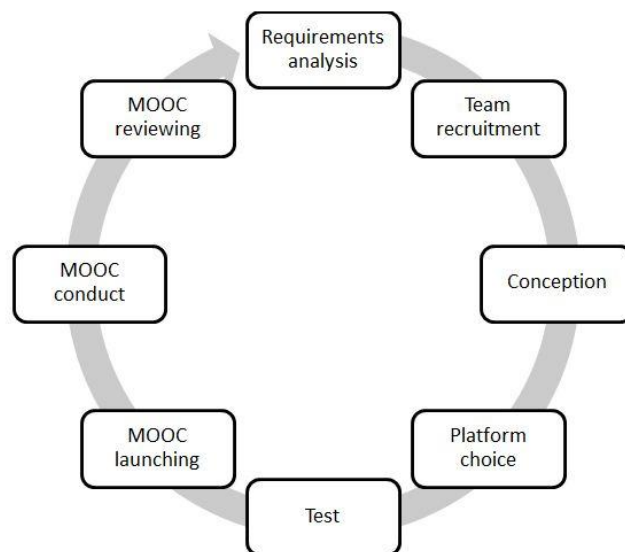 Requirements
analysis
Team
recruitment
Conception
Platform
choice
Test
MOOC
launching
MOOC
conduct
MOOC
reviewing